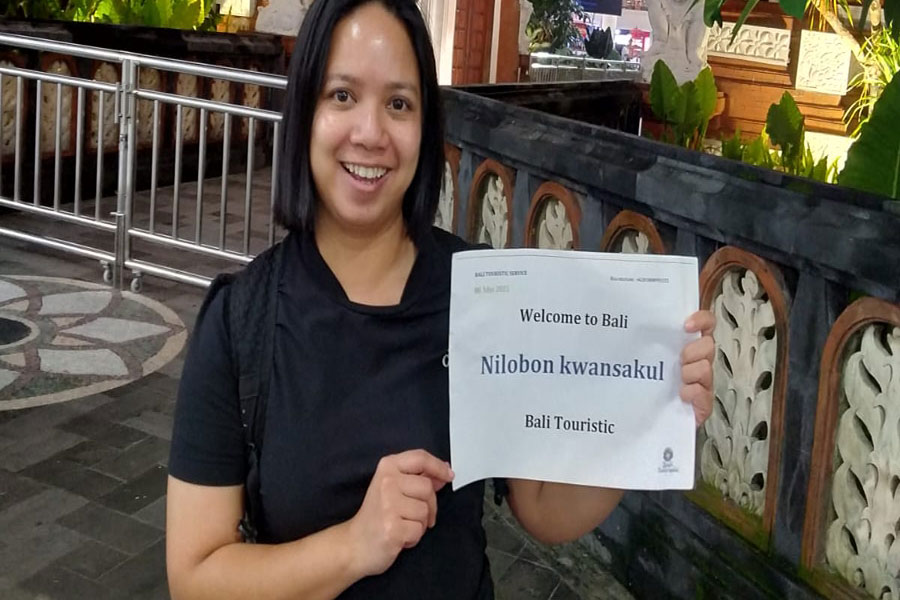 BALI TOURISTIC SERVICE
Welcome to Bali
Nilobon kwansakul
Bali Touristic